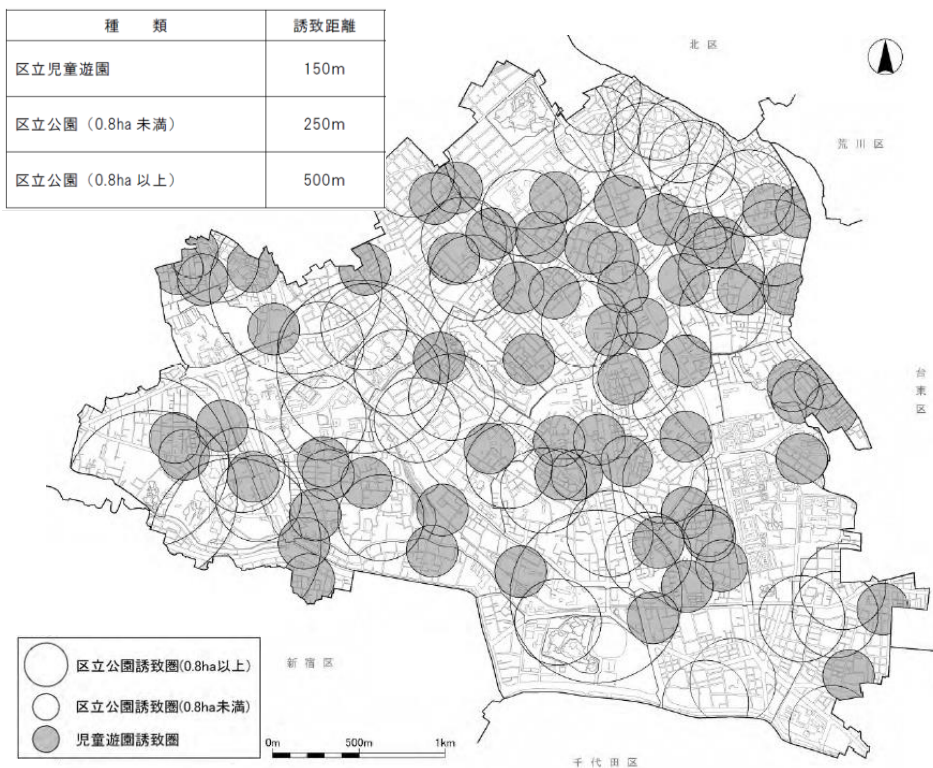 種 類 誘致距離
区立児童遊園 150m
区立公園（0.8ha 未満） 250m
区立公園（0.8ha 以上） 500m
北区
荒川区
台東区
新宿区
千代田区
区立公園誘致圏(0.8ha以上)
区立公園誘致圏(0.8ha未満)
児童遊園誘致圏
0m 500m 1km